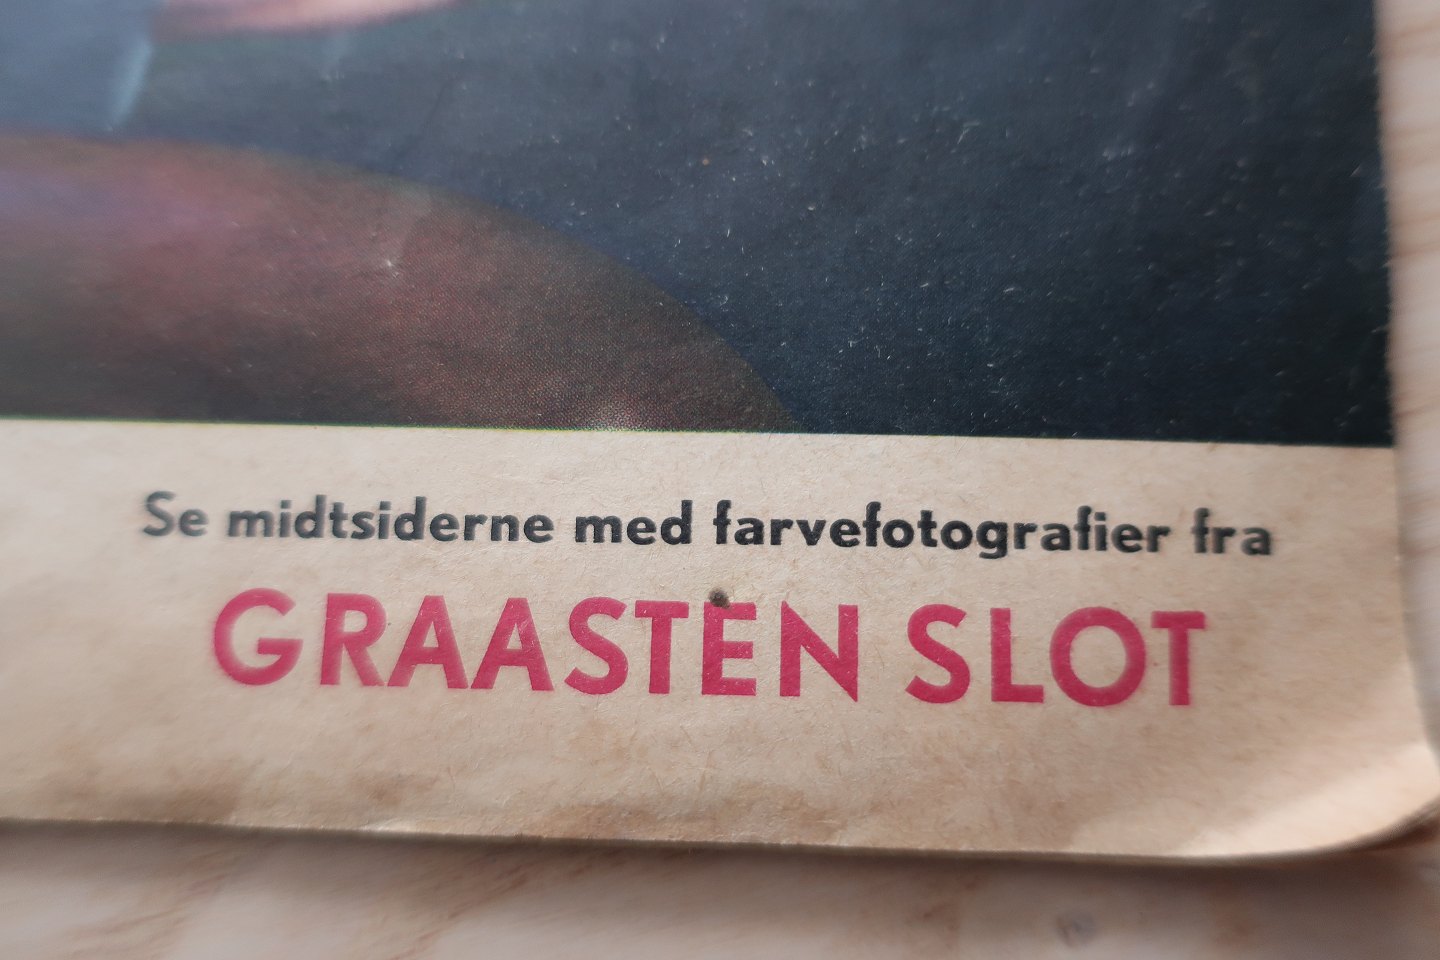 Se midtsiderne med farvefotografier fra
GRAASTEN SLOT